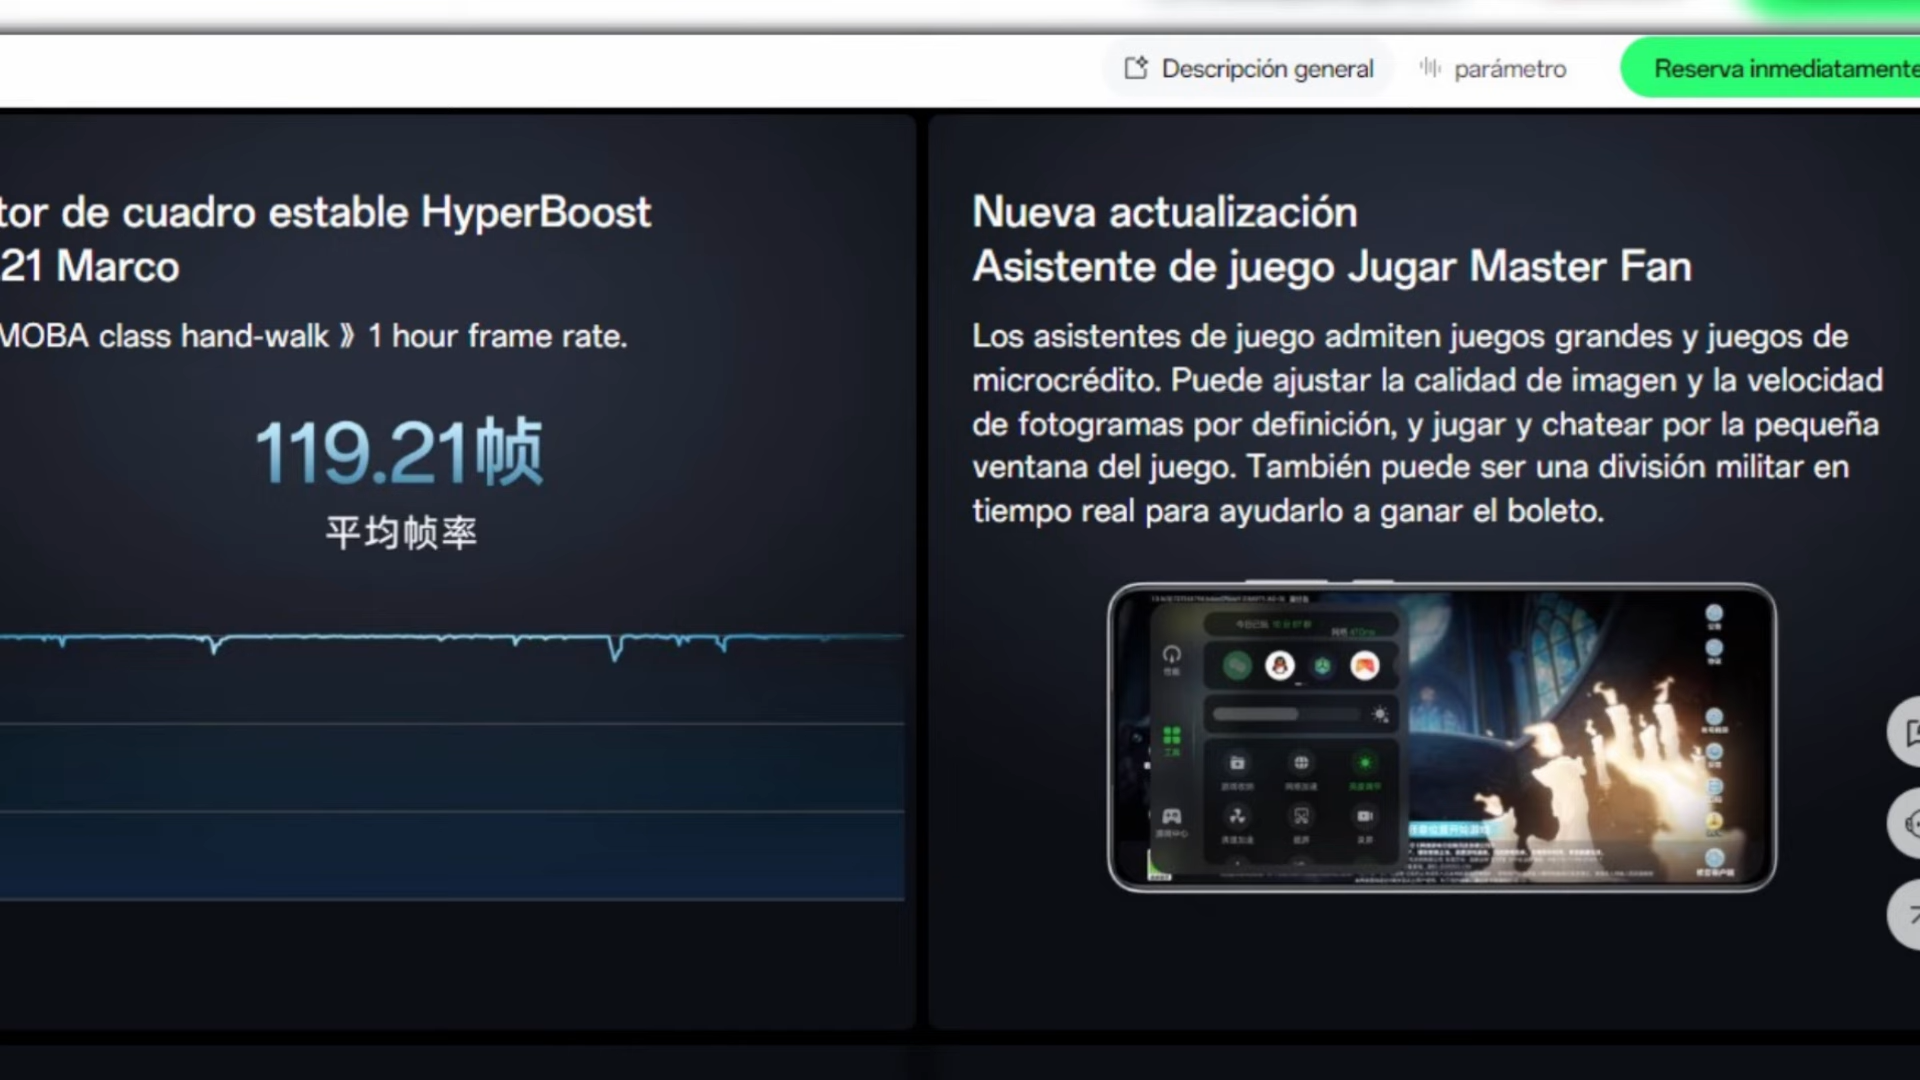 Descripción general
parámetro
Reserva inmediatamente
tor de cuadro estable HyperBoost
21 Marco
MOBA class hand-walk 》1 hour frame rate.
119.21帧
平均帧率
Nueva actualización
Asistente de juego Jugar Master Fan
Los asistentes de juego admiten juegos grandes y juegos de
microcrédito. Puede ajustar la calidad de imagen y la velocidad
de fotogramas por definición, y jugar y chatear por la pequeña
ventana del juego. También puede ser una división militar en
tiempo real para ayudarlo a ganar el boleto.
工具